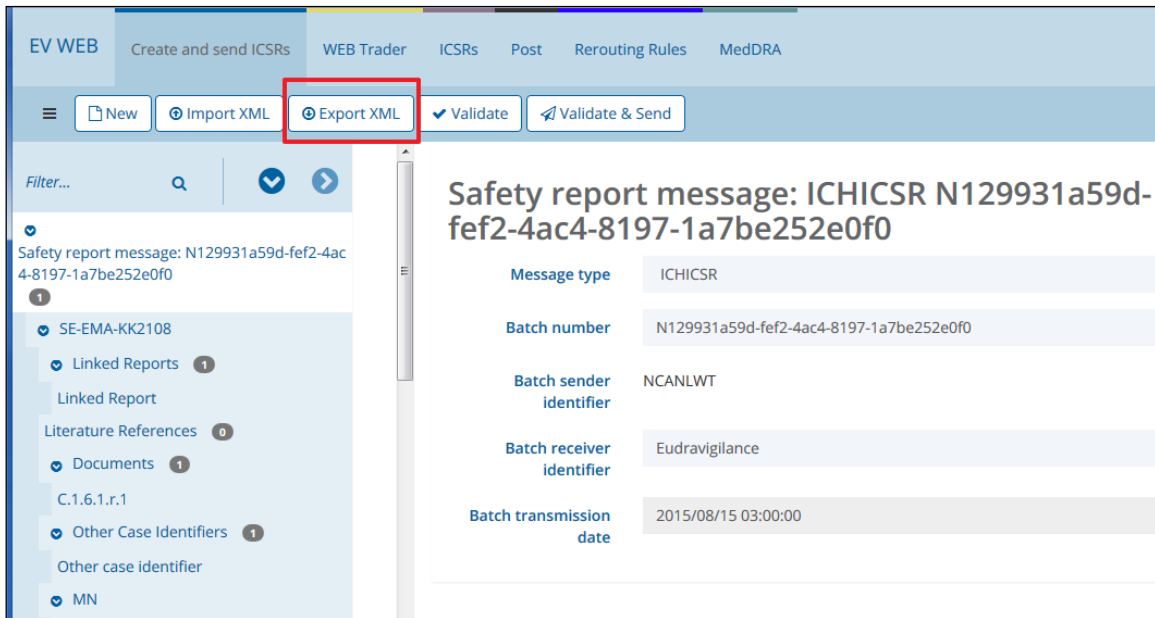 EV WEB Create and send ICSRs WEB Trader ICSRs Post Rerouting Rules MedDRA
New Import XML Export XML Validate Validate & Send
Filter...
Safety report message: N129931a59d-fef2-4ac
4-8197-1a7be252e0f0
1
SE-EMA-KK2108
Linked Reports 1
Linked Report
Literature References 0
Documents 1
C.1.6.1.r.1
Other Case Identifiers 1
Other case identifier
MN
Safety report message: ICHICSR N129931a59d-
fef2-4ac4-8197-1a7be252e0f0
Message type ICHICSR
Batch number N129931a59d-fef2-4ac4-8197-1a7be252e0f0
Batch sender
identifier NCANLWT
Batch receiver
identifier Eudravigilance
Batch transmission
date 2015/08/15 03:00:00